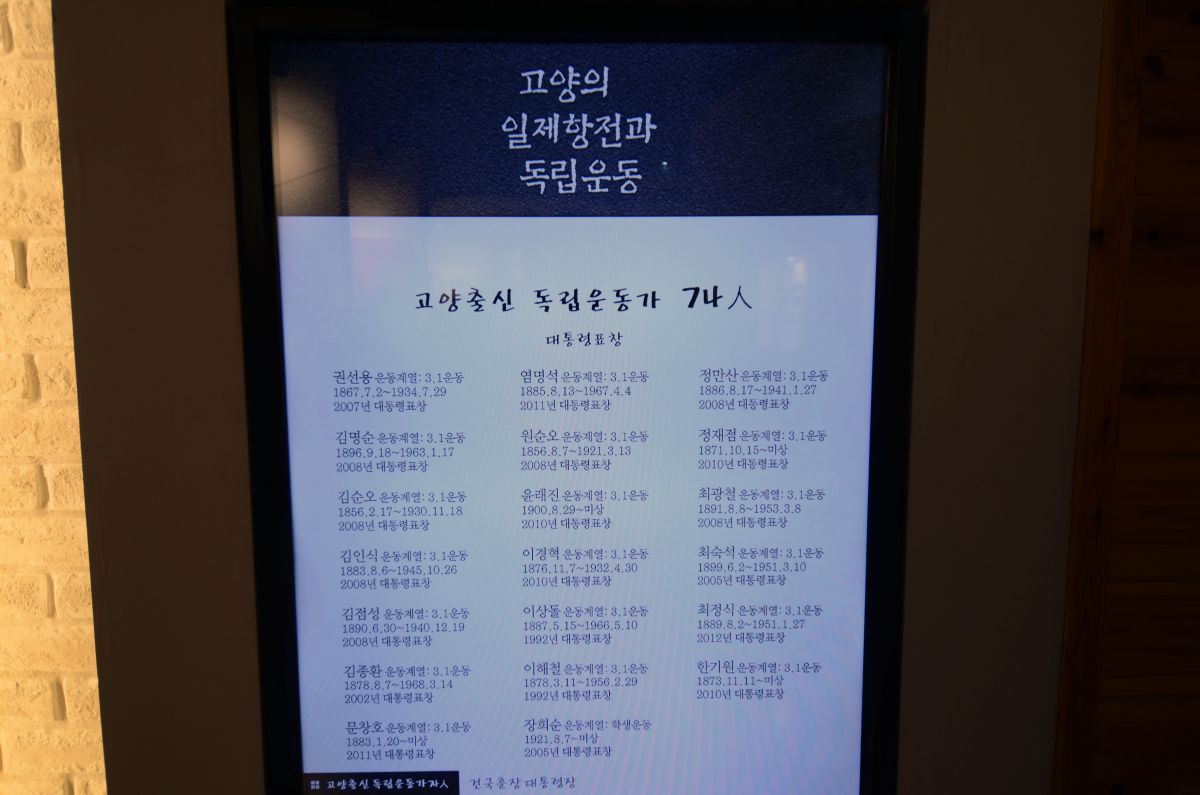 고양의
일제항전과
독립운동
고양출신 독립운동가 74人
대통령표창
권선용 운동계열: 3.1운동
1867.7.2~1934.7.29
2007년 대통령표창
김명순 운동계열: 3.1운동
1896.9.18~1963.1.17
2008년 대통령표창
김순오 운동계열: 3.1운동
1856.2.17~1930.11.18
2008년 대통령표창
김인식 운동계열: 3.1운동
1883.8.6~1945.10.26
2008년 대통령표창
김점성 운동계열: 3.1운동
1890.6.30~1940.12.19
2008년 대통령표창
김종환 운동계열: 3.1운동
1878.8.7~1968.3.14
2002년 대통령표창
문창호 운동계열: 3.1운동
1883.1.20~미상
2011년 대통령표창
염명석 운동계열: 3.1운동
1885.8.13~1967.4.4
2011년 대통령표창
원순오 운동계열: 3.1운동
1856.8.7~1921.3.13
2008년 대통령표창
윤래진 운동계열: 3.1운동
1900.8.29~미상
2010년 대통령표창
이경혁 운동계열: 3.1운동
1876.11.7~1932.4.30
2010년 대통령표창
이상돌 운동계열: 3.1운동
1887.5.15~1966.5.10
1992년 대통령표창
이해철 운동계열: 3.1운동
1878.3.11~1956.2.29
1992년 대통령표창
장희순 운동계열: 학생운동
1921.8.7~미상
2005년 대통령표창
정만산 운동계열: 3.1운동
1886.8.17~1941.1.27
2008년 대통령표창
정재점 운동계열: 3.1운동
1871.10.15~미상
2010년 대통령표창
최광철 운동계열: 3.1운동
1891.8.8~1953.3.8
2008년 대통령표창
최숙석 운동계열: 3.1운동
1899.6.2~1951.3.10
2005년 대통령표창
최정식 운동계열: 3.1운동
1889.8.2~1951.1.27
2012년 대통령표창
한기원 운동계열: 3.1운동
1873.11.11~미상
2010년 대통령표창
고양출신 독립운동가 74人 건국훈장 대통령장